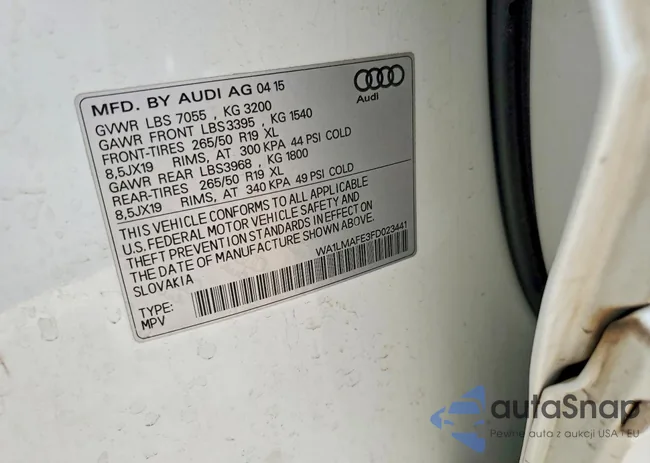 MFD. BY AUDI AG 04 15
Audi
GVWR LBS 7055 , KG 3200
GAWR FRONT LBS3395 , KG 1540
FRONT-TIRES 265/50 R19 XL
8,5JX19 RIMS, AT 300 KPA 44 PSI COLD
GAWR REAR LBS3968 , KG 1800
REAR-TIRES 265/50 R19 XL
8,5JX19 RIMS, AT 340 KPA 49 PSI COLD
THIS VEHICLE CONFORMS TO ALL APPLICABLE
U.S. FEDERAL MOTOR VEHICLE SAFETY AND
THEFT PREVENTION STANDARDS IN EFFECT ON
THE DATE OF MANUFACTURE SHOWN ABOVE.
SLOVAKIA
WA1LMAFE3FD023441
TYPE:
MPV
autaSnap
Pewne auta z aukcji USA i EU